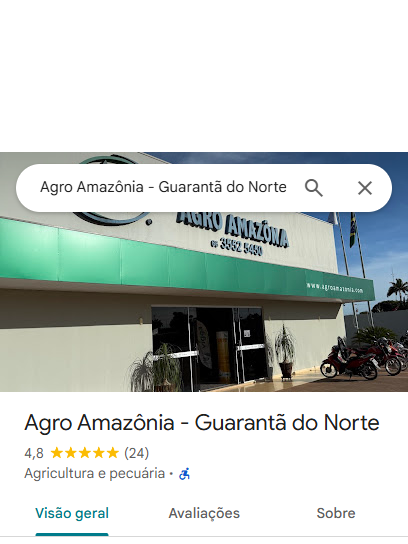 Agro Amazônia - Guarantã do Norte
AGRO AMAZÔNIA
66 3552 5450
www.agroamazonia.com
Agro Amazônia - Guarantã do Norte
4,8 (24)
Agricultura e pecuária ·
Visão geral
Avaliações
Sobre